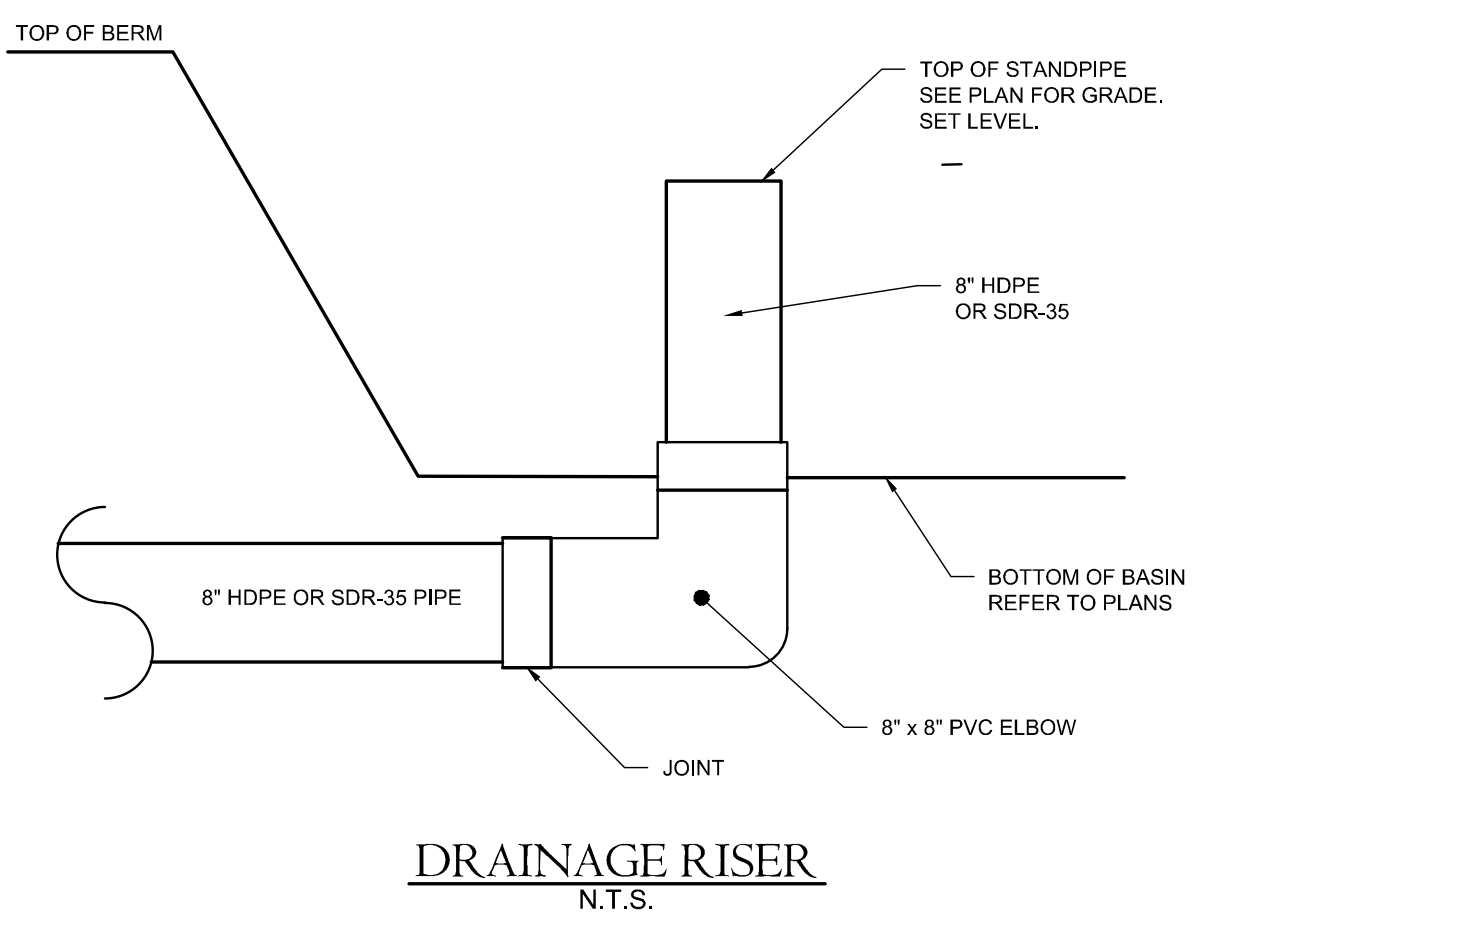 TOP OF BERM
TOP OF STANDPIPE
SEE PLAN FOR GRADE.
SET LEVEL.
8" HDPE
OR SDR-35
BOTTOM OF BASIN
REFER TO PLANS
8" HDPE OR SDR-35 PIPE
8" x 8" PVC ELBOW
JOINT
DRAINAGE RISER
N.T.S.